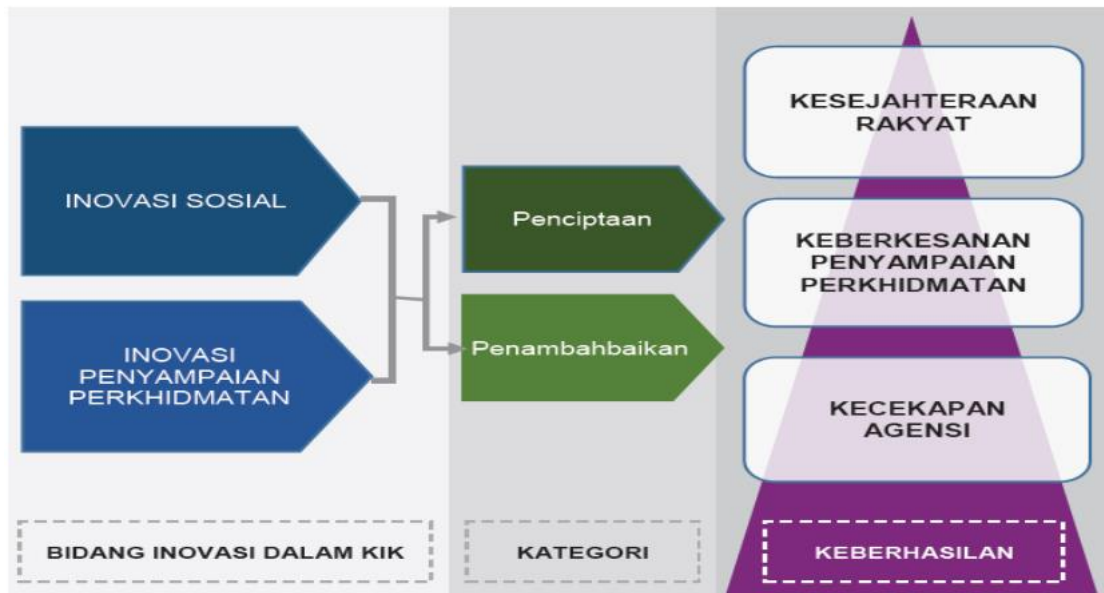 INOVASI SOSIAL
INOVASI
PENYAMPAIAN
PERKHIDMATAN
BIDANG INOVASI DALAM KIK
Penciptaan
Penambahbaikan
KATEGORI
KESEJAHTERAAN
RAKYAT
KEBERKESANAN
PENYAMPAIAN
PERKHIDMATAN
KECEKAPAN
AGENSI
KEBERHASILAN